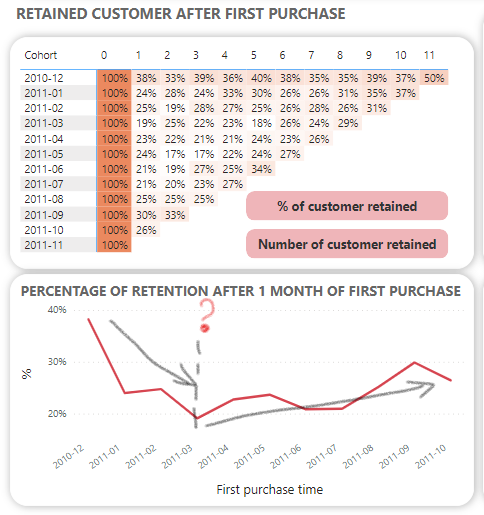 RETAINED CUSTOMER AFTER FIRST PURCHASE
Cohort 0 1 2 3 4 5 6 7 8 9 10 11
2010-12 100% 38% 33% 39% 36% 40% 38% 35% 35% 39% 37% 50%
2011-01 100% 24% 28% 24% 33% 30% 26% 26% 31% 35% 37%
2011-02 100% 25% 19% 28% 27% 25% 26% 28% 26% 31%
2011-03 100% 19% 25% 22% 23% 18% 26% 24% 29%
2011-04 100% 23% 22% 21% 21% 24% 23% 26%
2011-05 100% 24% 17% 17% 22% 24% 27%
2011-06 100% 21% 19% 27% 25% 34%
2011-07 100% 21% 20% 23% 27%
2011-08 100% 25% 25% 25%
2011-09 100% 30% 33%
2011-10 100% 26%
2011-11 100%
% of customer retained
Number of customer retained
PERCENTAGE OF RETENTION AFTER 1 MONTH OF FIRST PURCHASE
?
40%
30%
20%
%
2010-12 2011-01 2011-02 2011-03 2011-04 2011-05 2011-06 2011-07 2011-08 2011-09 2011-10
First purchase time